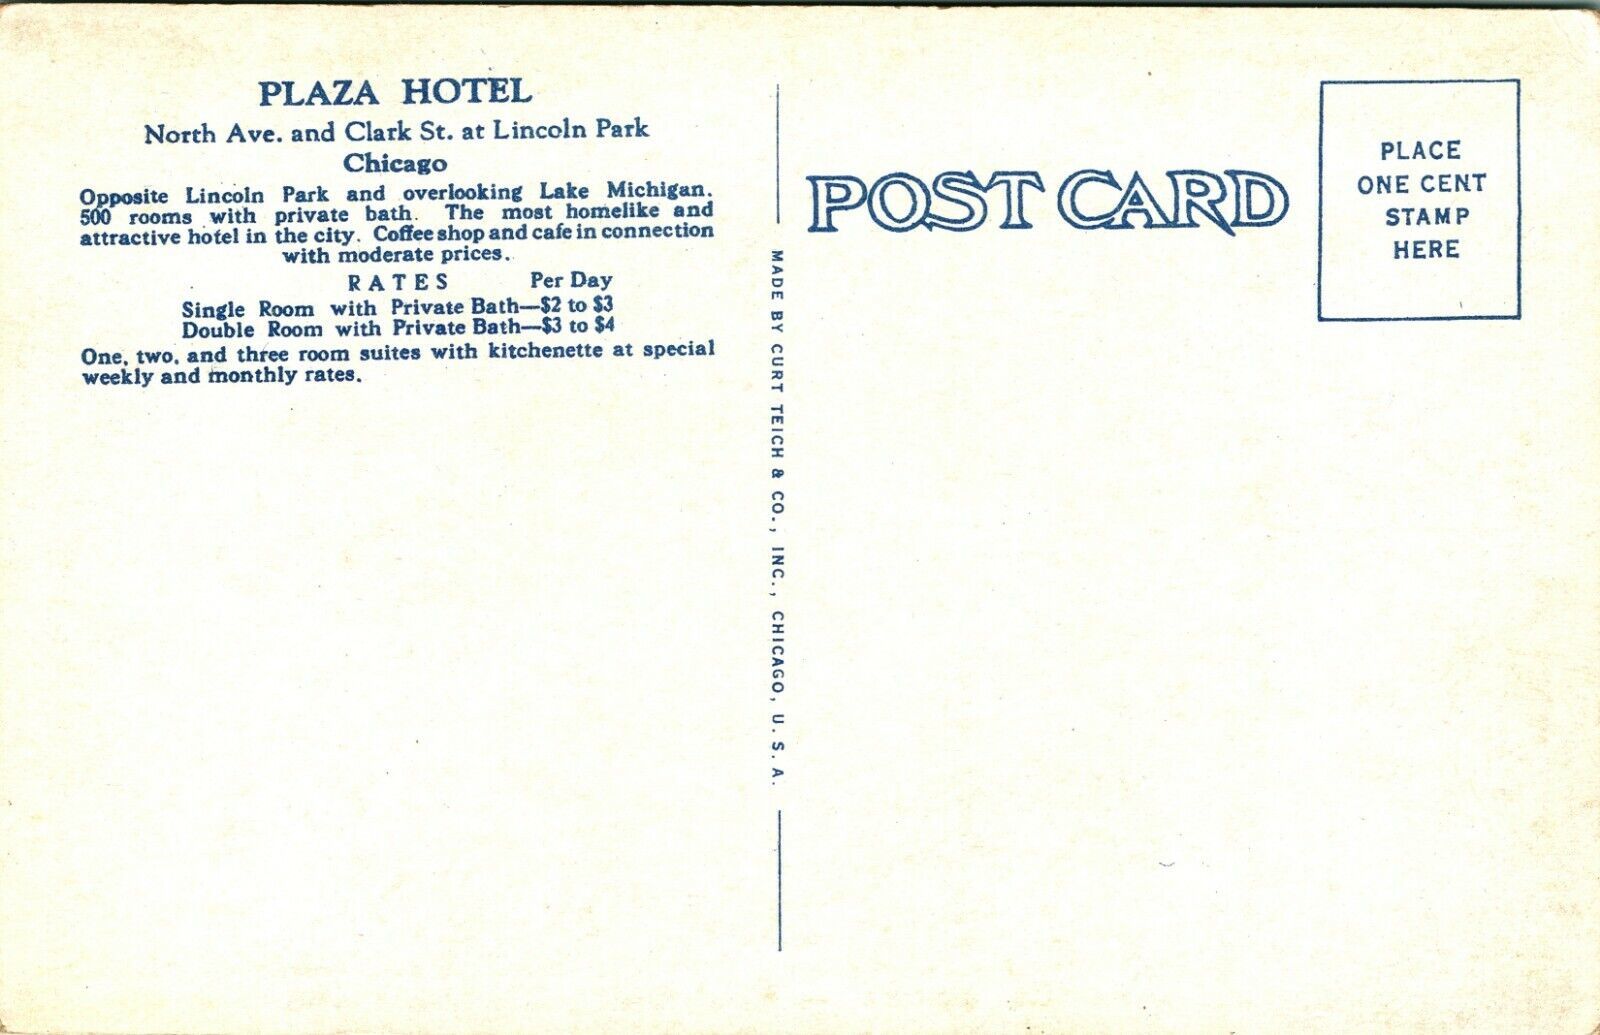 PLAZA HOTEL
North Ave. and Clark St. at Lincoln Park
Chicago
Opposite Lincoln Park and overlooking Lake Michigan.
500 rooms with private bath. The most homelike and
attractive hotel in the city. Coffee shop and cafe in connection
with moderate prices.
RATES Per Day
Single Room with Private Bath—$2 to $3
Double Room with Private Bath—$3 to $4
One, two, and three room suites with kitchenette at special
weekly and monthly rates.
MADE BY CURT TEICH & CO., INC., CHICAGO, U. S. A.
POST CARD
PLACE
ONE CENT
STAMP
HERE